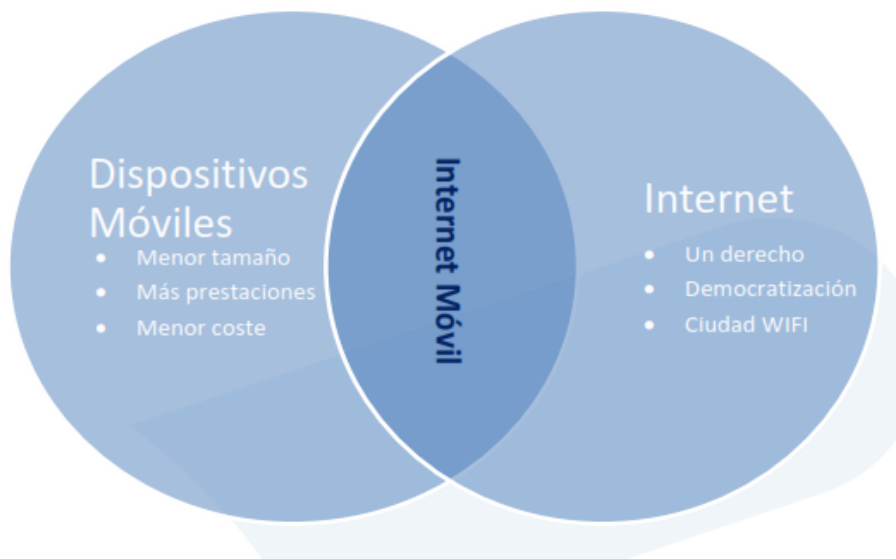 Dispositivos
Móviles
• Menor tamaño
• Más prestaciones
• Menor coste
Internet Móvil
Internet
• Un derecho
• Democratización
• Ciudad WIFI